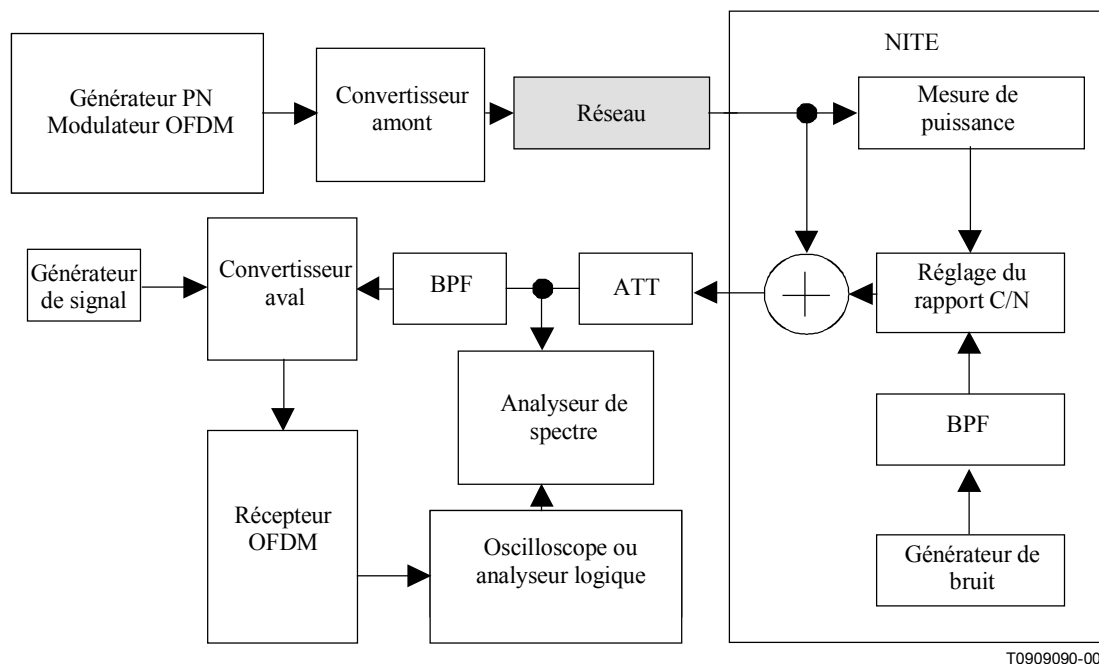 NITE
Générateur PN
Modulateur OFDM
Convertisseur
amont
Réseau
Mesure de
puissance
Générateur
de signal
Convertisseur
aval
BPF
ATT
Réglage du
rapport C/N
Analyseur de
spectre
BPF
Récepteur
OFDM
Oscilloscope ou
analyseur logique
Générateur de
bruit
T0909090-00